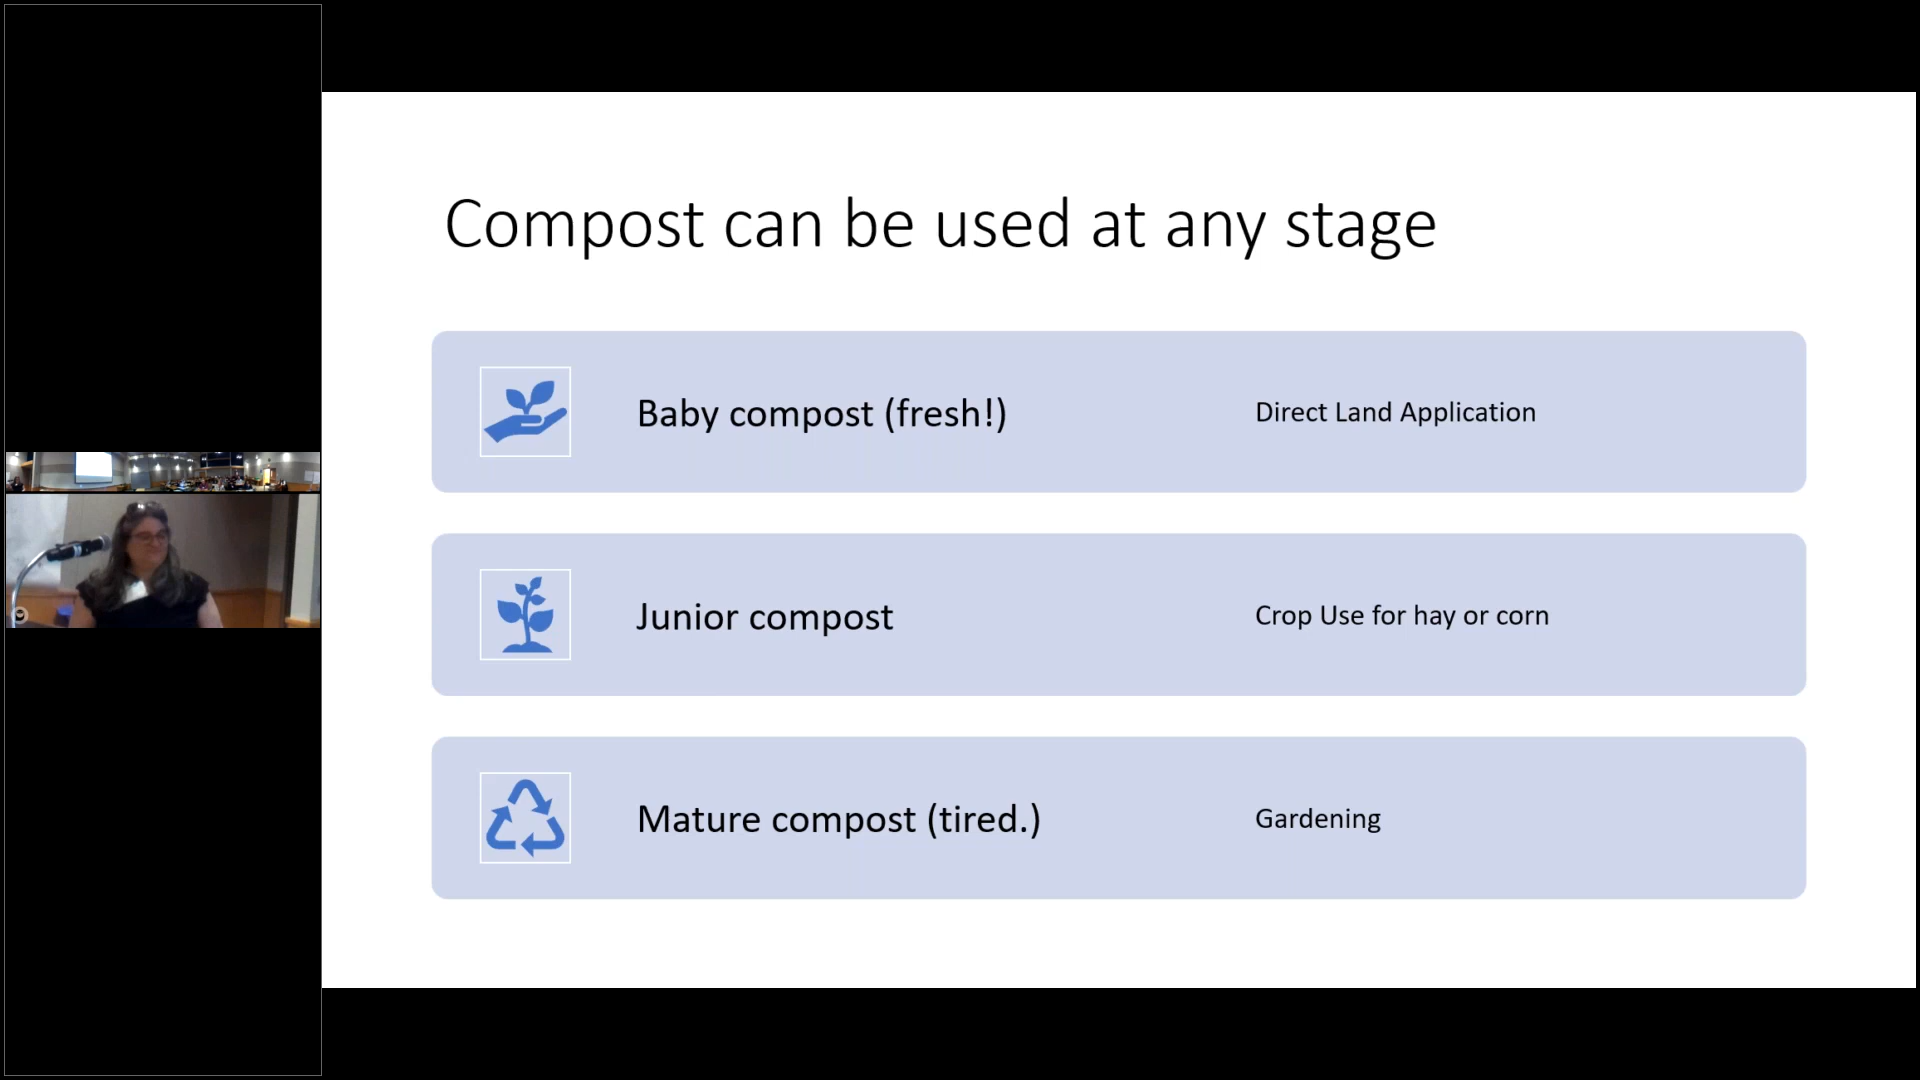 Compost can be used at any stage
Baby compost (fresh!)
Direct Land Application
Junior compost
Crop Use for hay or corn
Mature compost (tired.)
Gardening